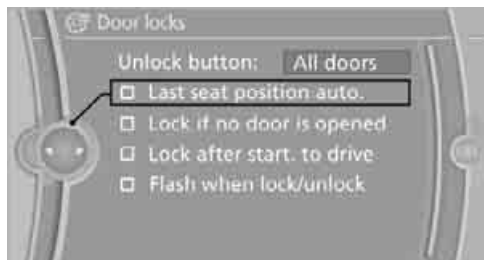 Door locks
Unlock button: All doors
Last seat position auto.
Lock if no door is opened
Lock after start. to drive
Flash when lock/unlock